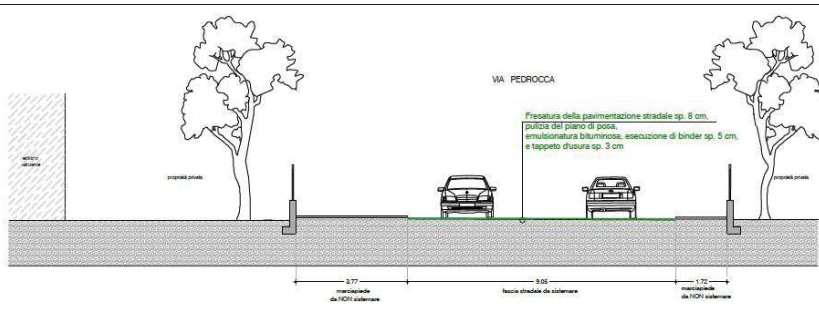 VIA PEDROCCA
Fresatura della pavimentazione stradale sp. 8 cm,
pulizia del piano di posa,
emulsionatura bituminosa, esecuzione di binder sp. 5 cm,
e tappeto d'usura sp. 3 cm
edificio
proprietà privata
proprietà privata
3.77
9.05
1.72
marciapiede
da NON sistemare
fascia stradale da sistemare
marciapiede
da NON sistemare